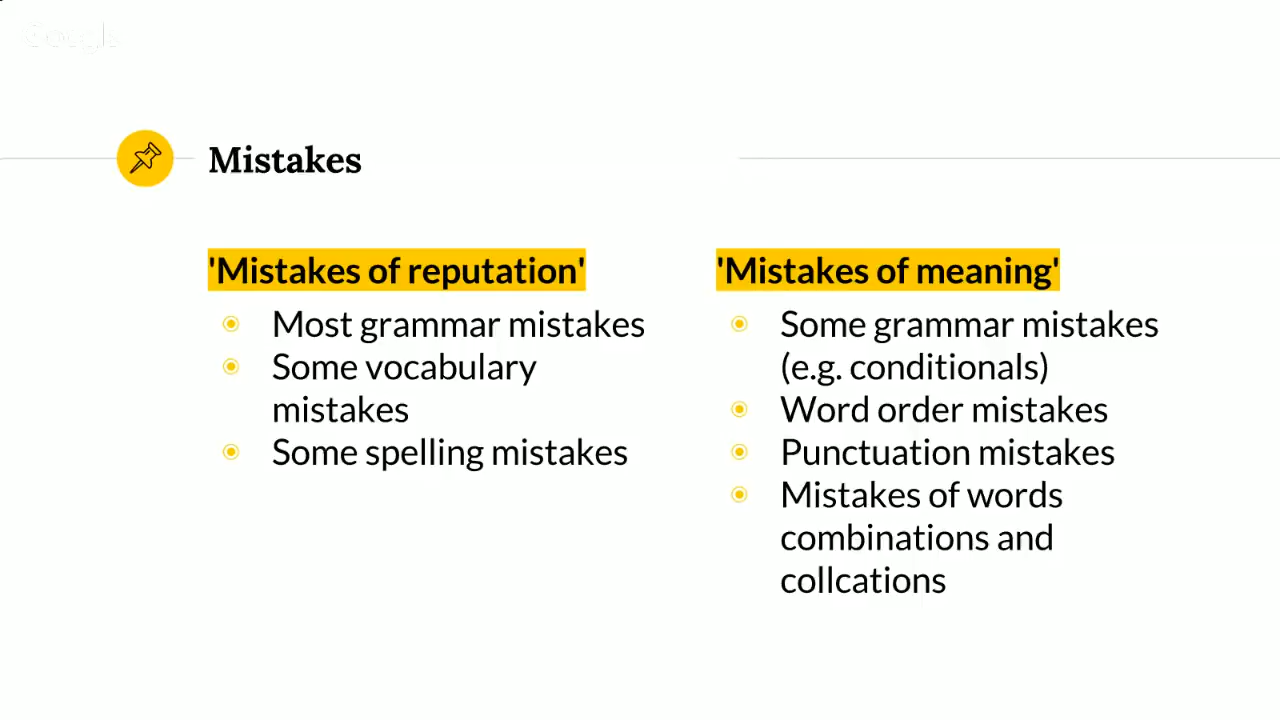 Mistakes
'Mistakes of reputation'
Most grammar mistakes
Some vocabulary
mistakes
Some spelling mistakes
'Mistakes of meaning'
Some grammar mistakes
(e.g. conditionals)
Word order mistakes
Punctuation mistakes
Mistakes of words
combinations and
collcations